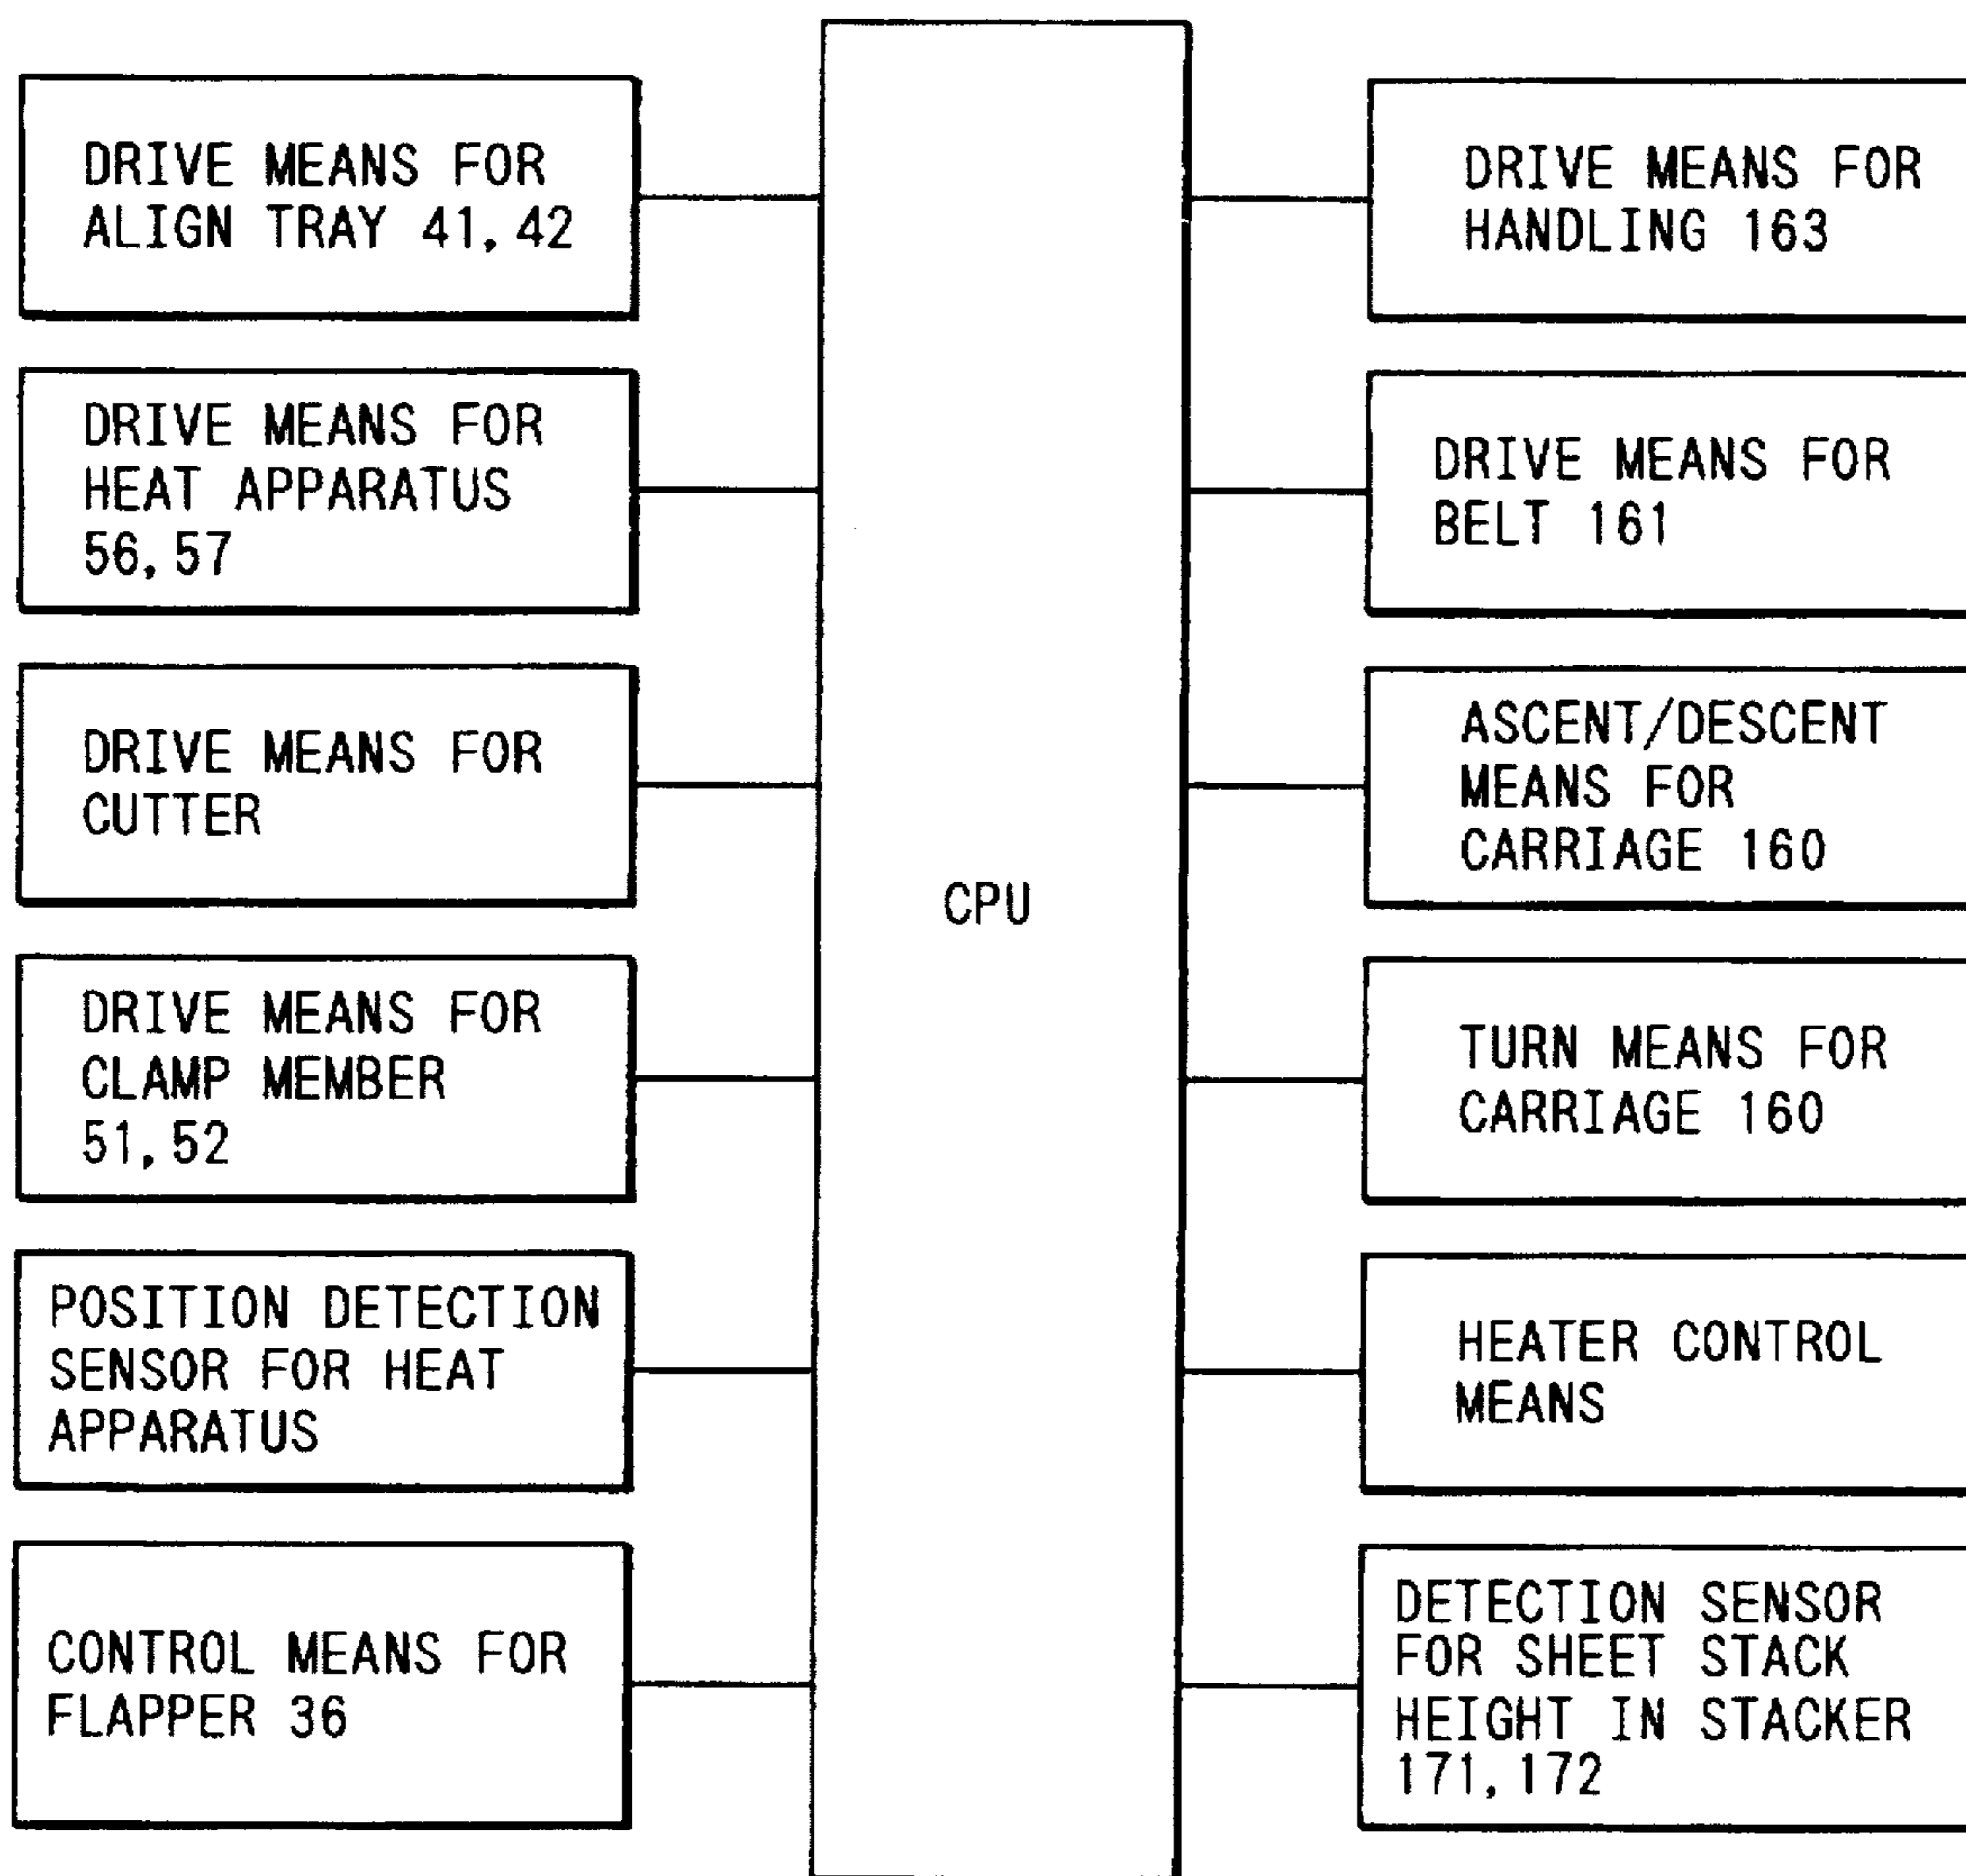 DRIVE MEANS FOR
ALIGN TRAY 41, 42
DRIVE MEANS FOR
HEAT APPARATUS
56, 57
DRIVE MEANS FOR
CUTTER
DRIVE MEANS FOR
CLAMP MEMBER
51, 52
POSITION DETECTION
SENSOR FOR HEAT
APPARATUS
CONTROL MEANS FOR
FLAPPER 36
CPU
DRIVE MEANS FOR
HANDLING 163
DRIVE MEANS FOR
BELT 161
ASCENT/DESCENT
MEANS FOR
CARRIAGE 160
TURN MEANS FOR
CARRIAGE 160
HEATER CONTROL
MEANS
DETECTION SENSOR
FOR SHEET STACK
HEIGHT IN STACKER
171, 172